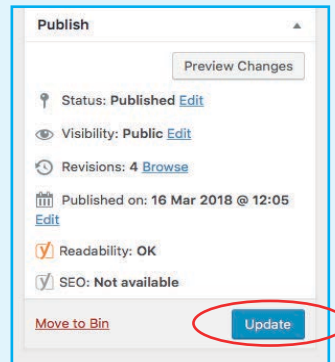 Publish
Preview Changes
Status: Published Edit
Visibility: Public Edit
Revisions: 4 Browse
Published on: 16 Mar 2018 @ 12:05
Edit
Readability: OK
SEO: Not available
Move to Bin
Update